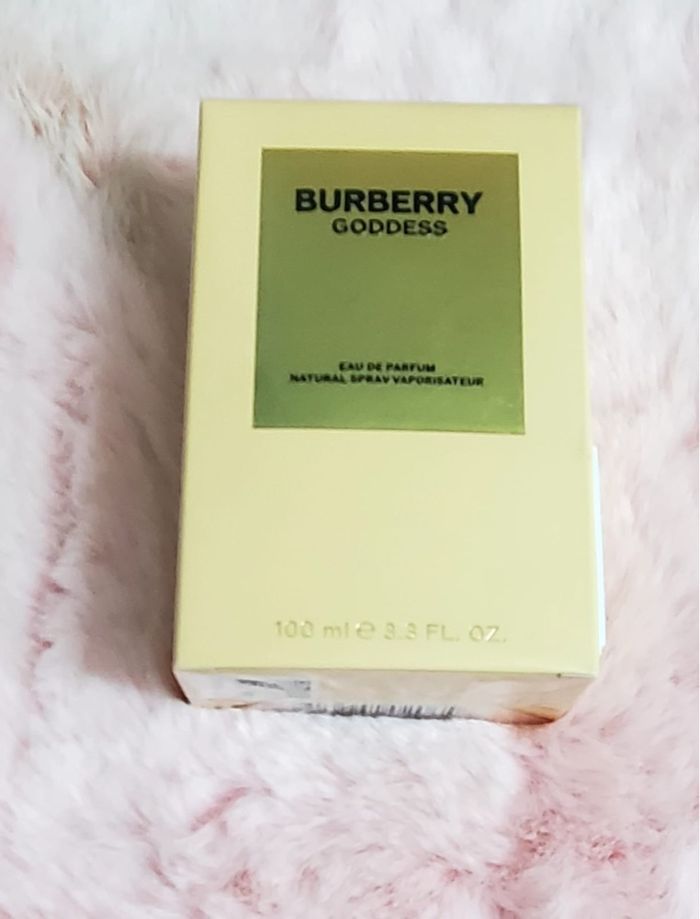 BURBERRY
GODDESS
EAU DE PARFUM
NATURAL SPRAY VAPORISATEUR
100 ml ℮ 3.3 FL. OZ.